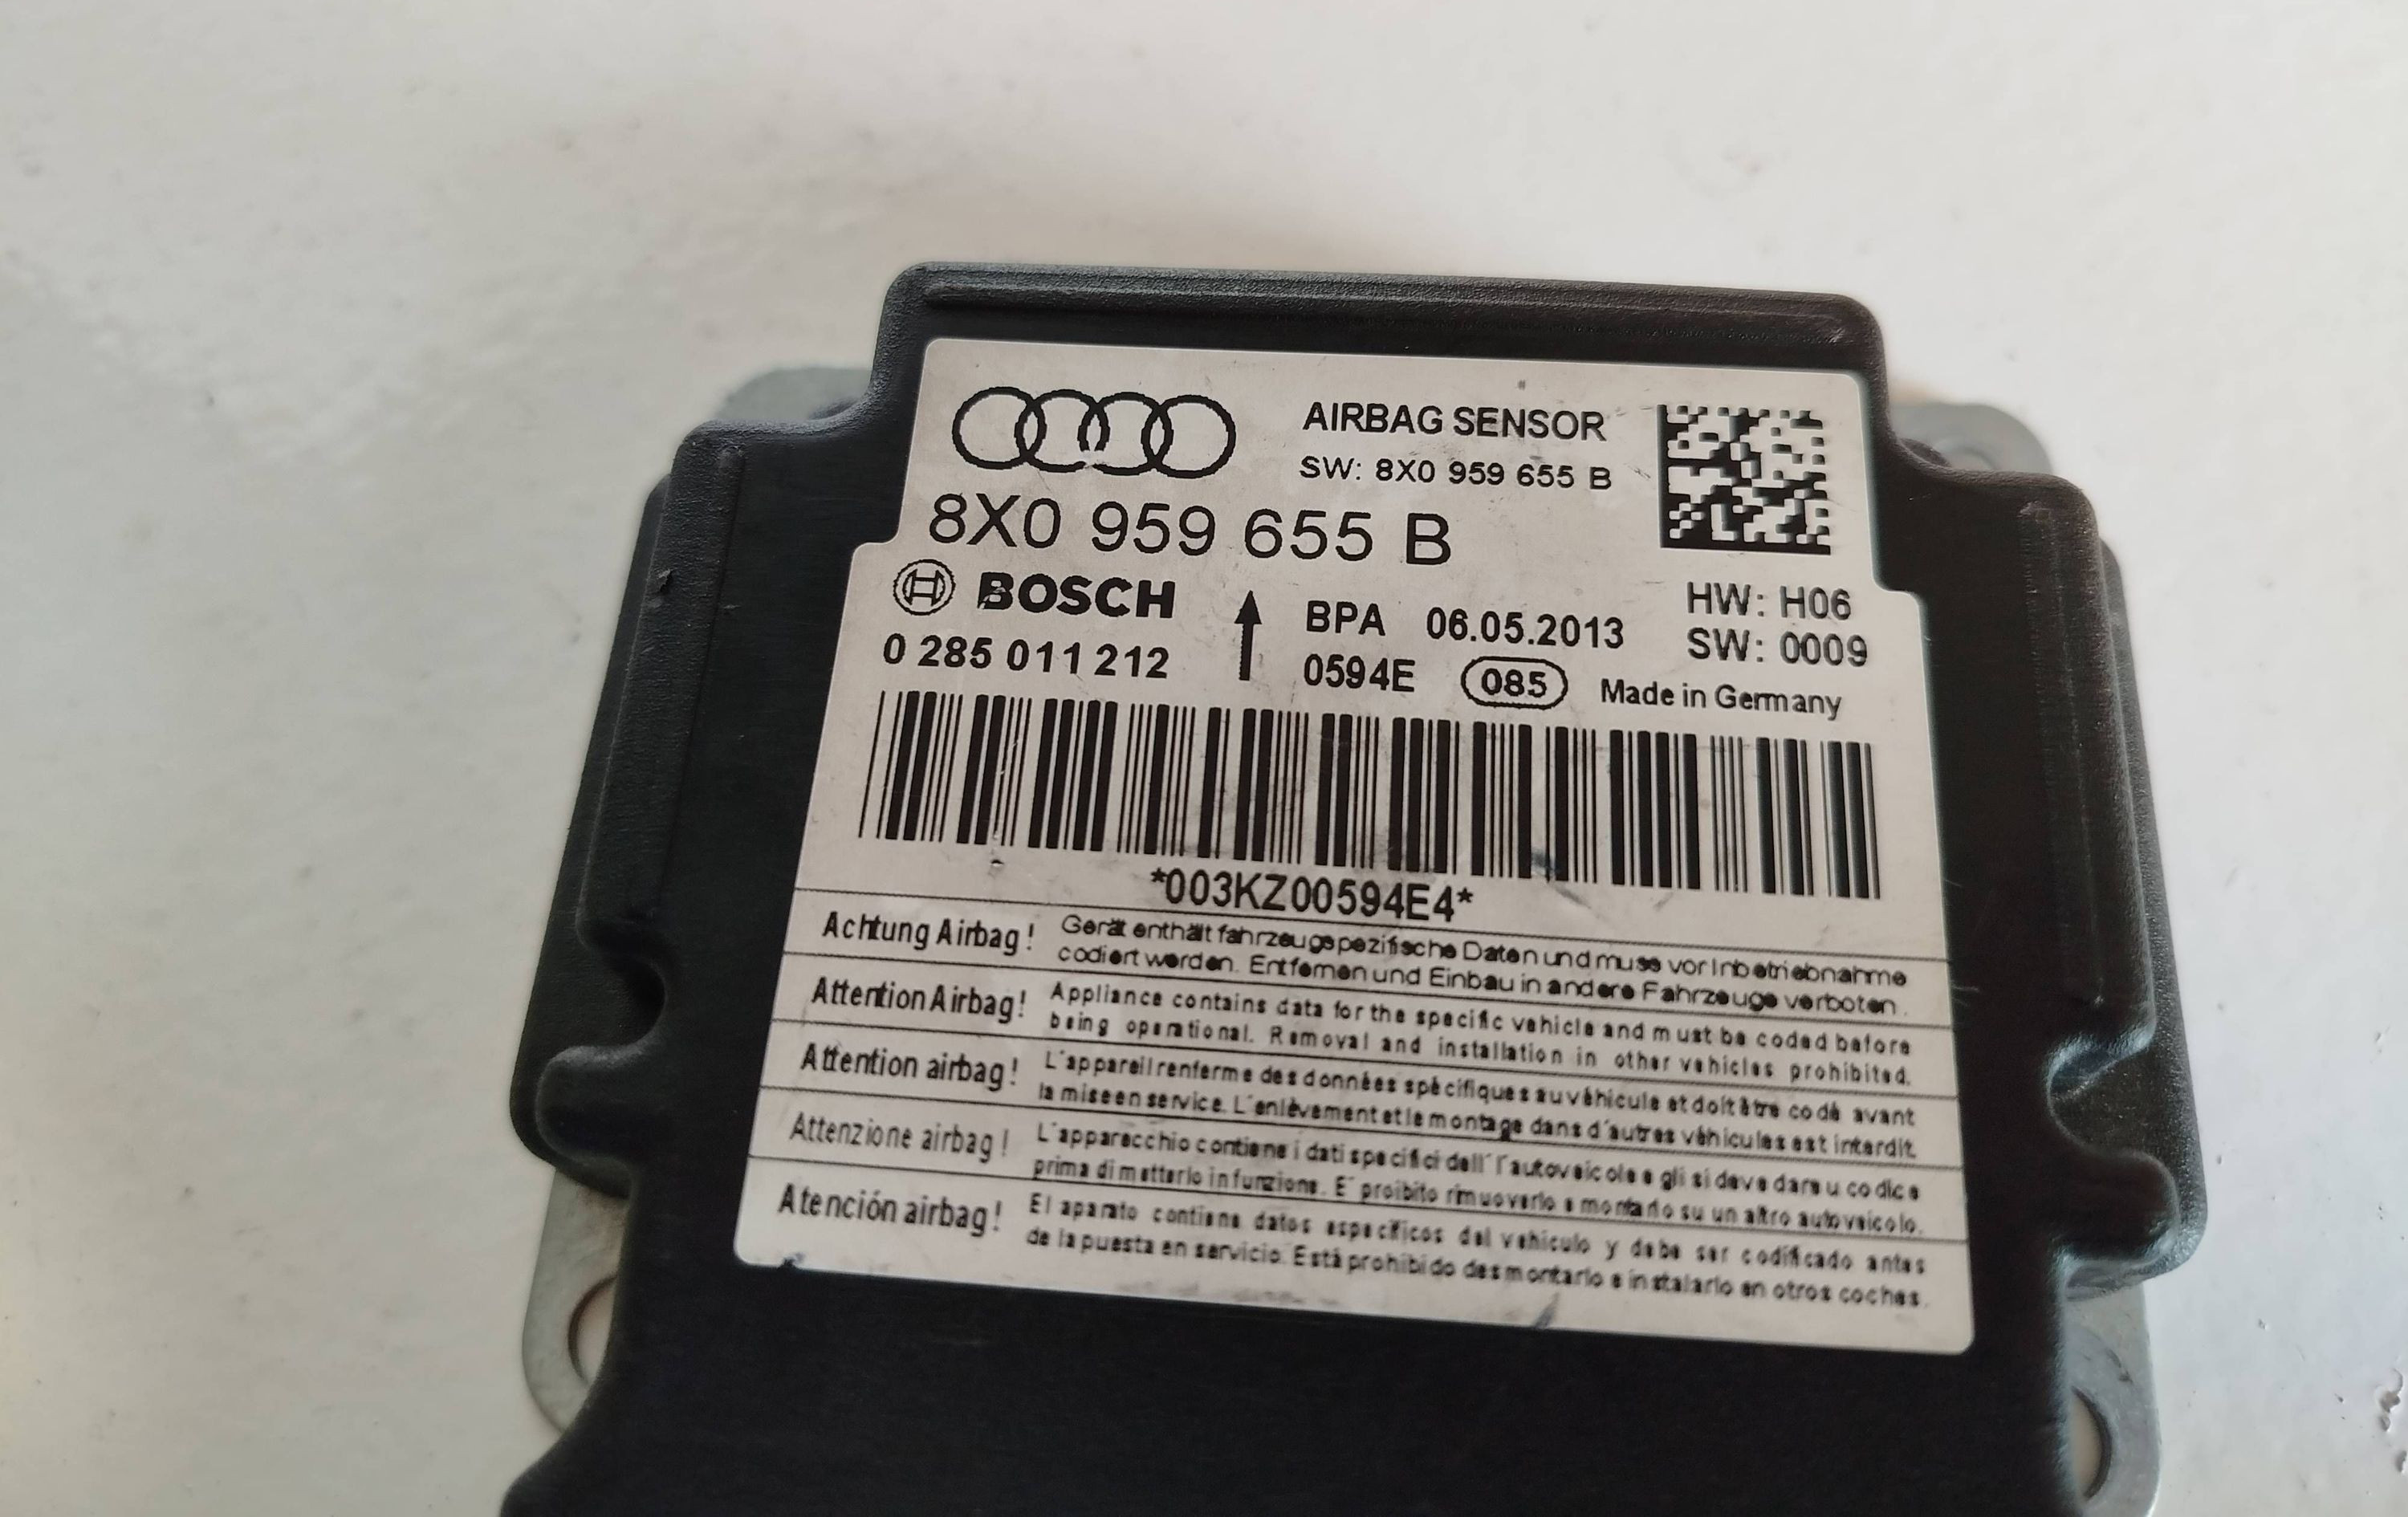 AIRBAG SENSOR
SW: 8X0 959 655 B
8X0 959 655 B
BOSCH
BPA 06.05.2013
HW: H06
0 285 011 212
0594E
085
SW: 0009
Made in Germany
*003KZ00594E4*
Achtung Airbag! Gerät enthält fahrzeugspezifische Daten und muss vor Inbetriebnahme
codiert werden. Entfernen und Einbau in andere Fahrzeuge verboten.
Attention Airbag! Appliance contains data for the specific vehicle and must be coded before
being operational. Removal and installation in other vehicles prohibited.
Attention airbag! L´appareil renferme des données spécifiques au véhicule et doit être codé avant
la mise en service. L´enlèvement et le montage dans d´autres véhicules est interdit.
Attenzione airbag! L´apparecchio contiene i dati specifici dell´ l´autoveicolo e gli si deve dare u codice
prima di metterlo in funzione. E´ proibito rimuoverlo e montarlo su un altro autoveicolo.
Atención airbag! El aparato contiene datos específicos del vehículo y debe ser codificado antes
de la puesta en servicio. Está prohibido desmontarlo e instalarlo en otros coches.